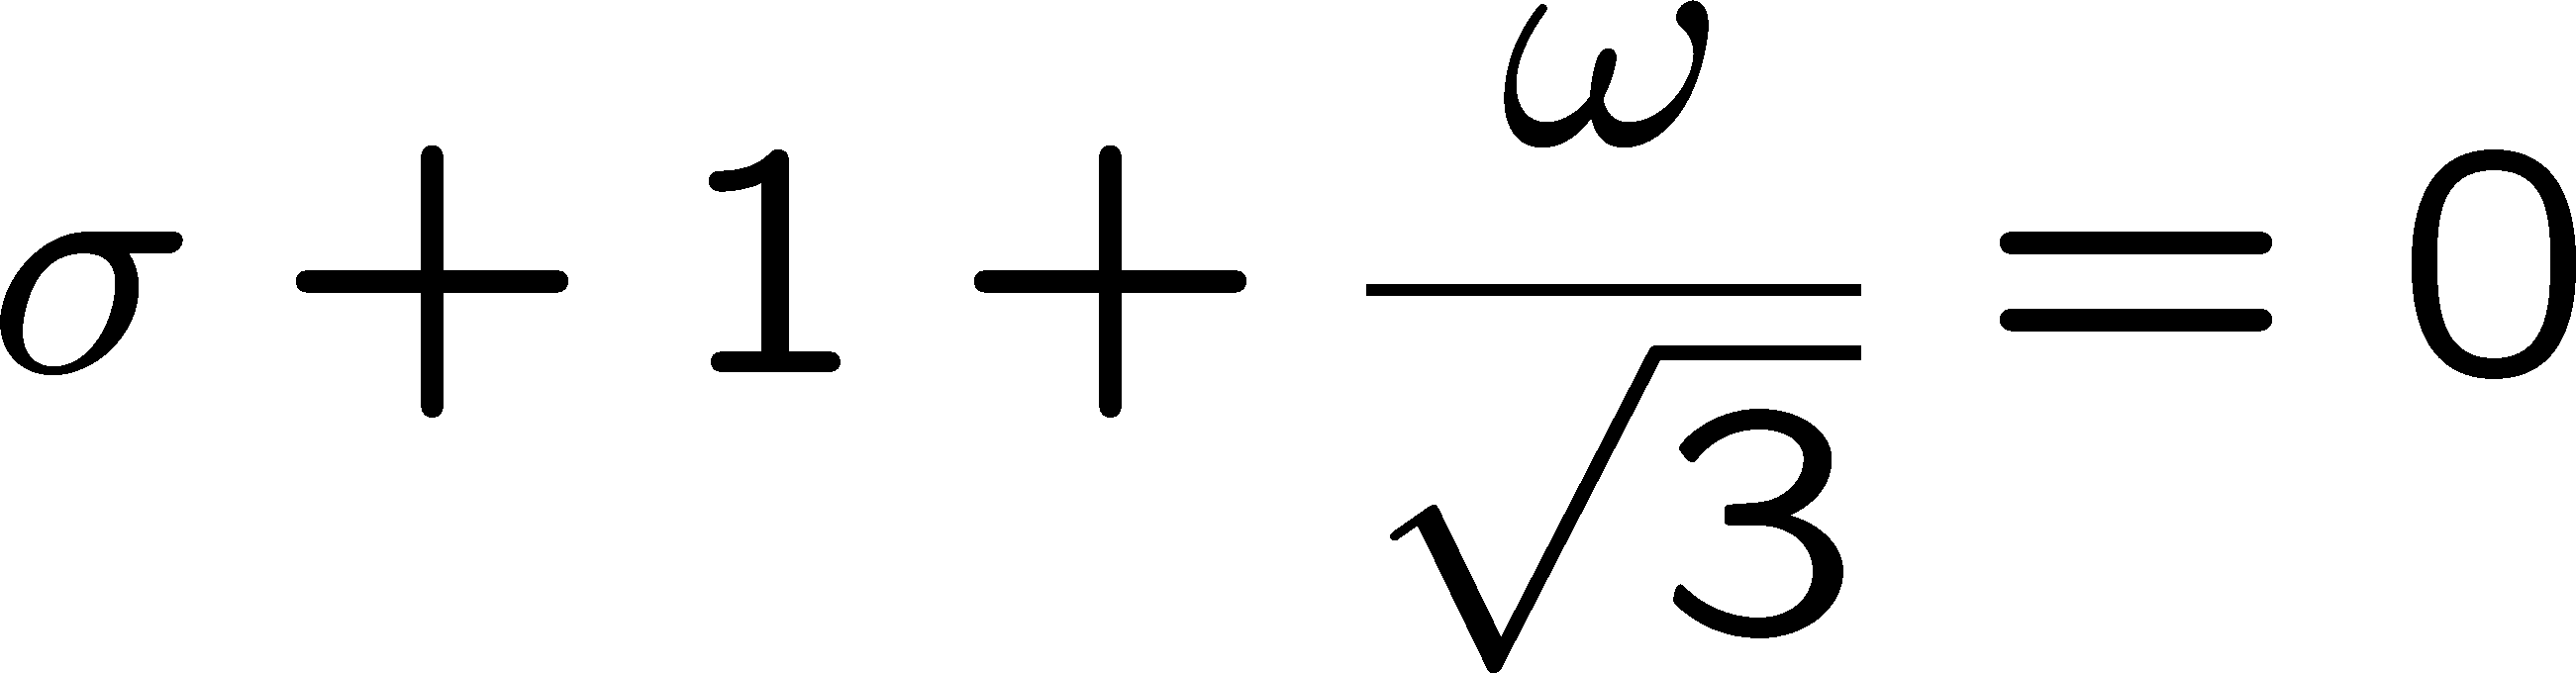 σ + 1 + ω/√3 = 0